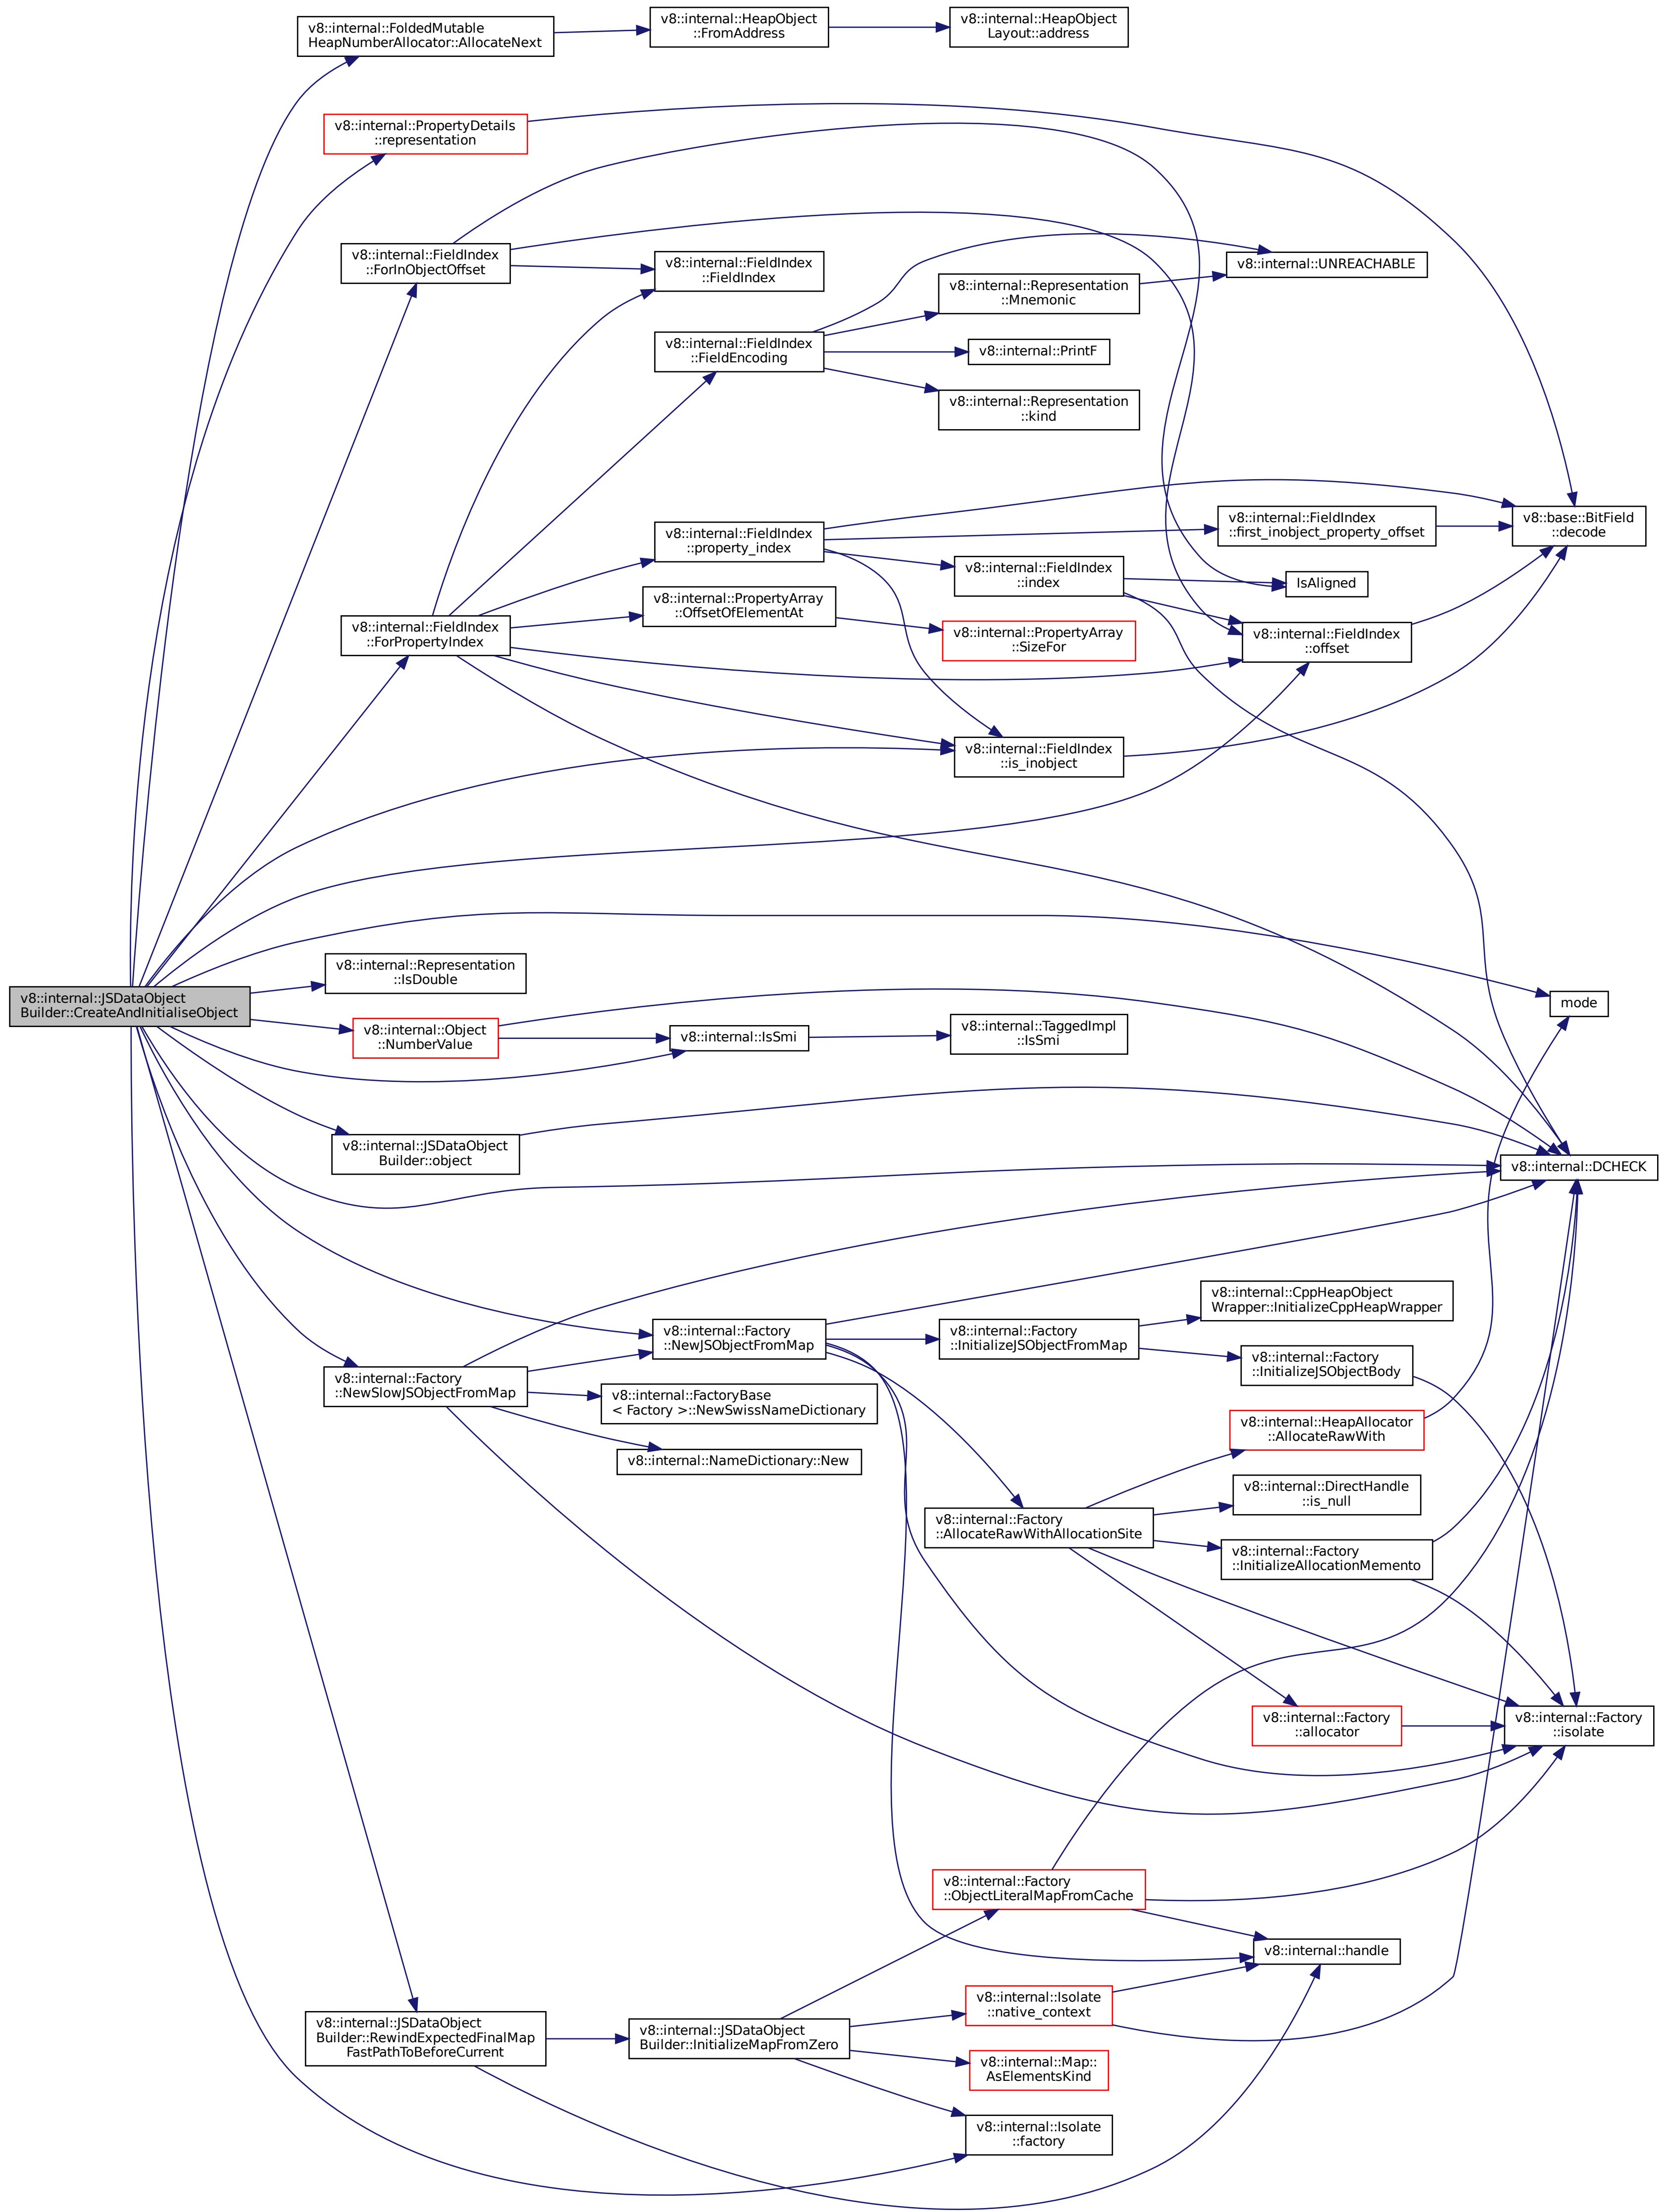 v8::internal::FoldedMutable
HeapNumberAllocator::AllocateNext
v8::internal::HeapObject
::FromAddress
v8::internal::HeapObject
Layout::address
v8::internal::PropertyDetails
::representation
v8::internal::FieldIndex
::ForInObjectOffset
v8::internal::FieldIndex
::FieldIndex
v8::internal::UNREACHABLE
v8::internal::Representation
::Mnemonic
v8::internal::FieldIndex
::FieldEncoding
v8::internal::PrintF
v8::internal::Representation
::kind
v8::internal::FieldIndex
::property_index
v8::internal::FieldIndex
::first_inobject_property_offset
v8::base::BitField
::decode
v8::internal::FieldIndex
::index
IsAligned
v8::internal::PropertyArray
::OffsetOfElementAt
v8::internal::FieldIndex
::ForPropertyIndex
v8::internal::PropertyArray
::SizeFor
v8::internal::FieldIndex
::offset
v8::internal::FieldIndex
::is_inobject
v8::internal::Representation
::IsDouble
v8::internal::JSDataObject
Builder::CreateAndInitialiseObject
mode
v8::internal::Object
::NumberValue
v8::internal::IsSmi
v8::internal::TaggedImpl
::IsSmi
v8::internal::JSDataObject
Builder::object
v8::internal::DCHECK
v8::internal::CppHeapObject
Wrapper::InitializeCppHeapWrapper
v8::internal::Factory
::NewJSObjectFromMap
v8::internal::Factory
::InitializeJSObjectFromMap
v8::internal::Factory
::InitializeJSObjectBody
v8::internal::Factory
::NewSlowJSObjectFromMap
v8::internal::FactoryBase
< Factory >::NewSwissNameDictionary
v8::internal::HeapAllocator
::AllocateRawWith
v8::internal::NameDictionary::New
v8::internal::DirectHandle
::is_null
v8::internal::Factory
::AllocateRawWithAllocationSite
v8::internal::Factory
::InitializeAllocationMemento
v8::internal::Factory
::allocator
v8::internal::Factory
::isolate
v8::internal::Factory
::ObjectLiteralMapFromCache
v8::internal::handle
v8::internal::Isolate
::native_context
v8::internal::JSDataObject
Builder::RewindExpectedFinalMap
FastPathToBeforeCurrent
v8::internal::JSDataObject
Builder::InitializeMapFromZero
v8::internal::Map::
AsElementsKind
v8::internal::Isolate
::factory